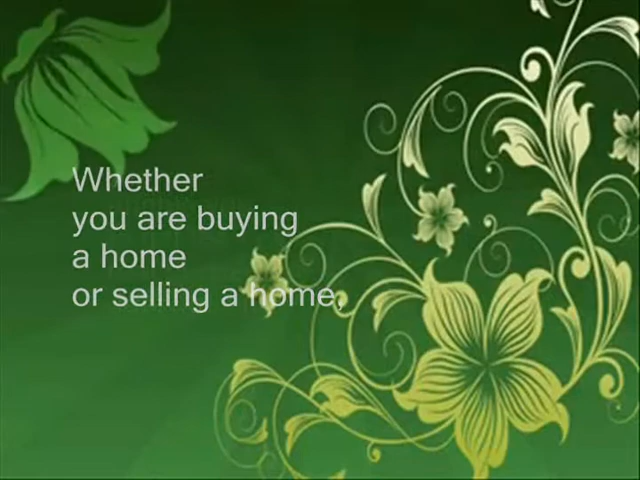 Whether
you are buying
a home
or selling a home,